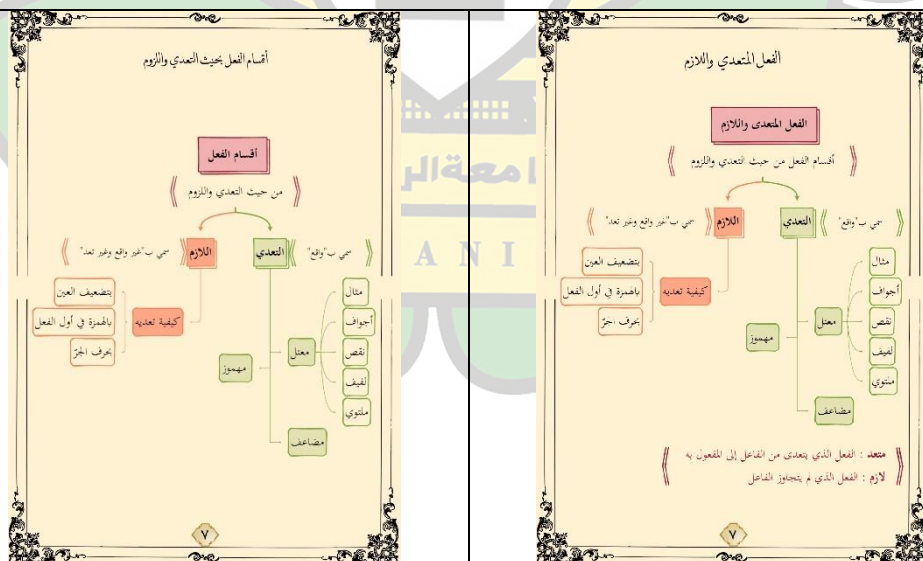 الفعل المتعدي واللازم
الفعل المتعدى واللازم
أقسام الفعل من حيث التعدي واللزوم
سمي ب"واقع"
التعدي
اللازم
سمي ب"غير واقع وغير تعد"
مثال
أجواف
نقص
لفيف
ملتوي
معتل
مهموز
مضاعف
كيفية تعديه
بتضعيف العين
بالهمزة في أول الفعل
بحرف الجرّ
متعد : الفعل الذي يتعدى من الفاعل إلى المفعول به
لازم : الفعل الذي لم يتجاوز الفاعل
٧
أقسام الفعل بحيث التعدي واللزوم
أقسام الفعل
من حيث التعدي واللزوم
سمي ب"واقع"
التعدي
اللازم
سمي ب"غير واقع وغير تعد"
مثال
أجواف
نقص
لفيف
ملتوي
معتل
مهموز
مضاعف
كيفية تعديه
بتضعيف العين
بالهمزة في أول الفعل
بحرف الجرّ
٧
A N I